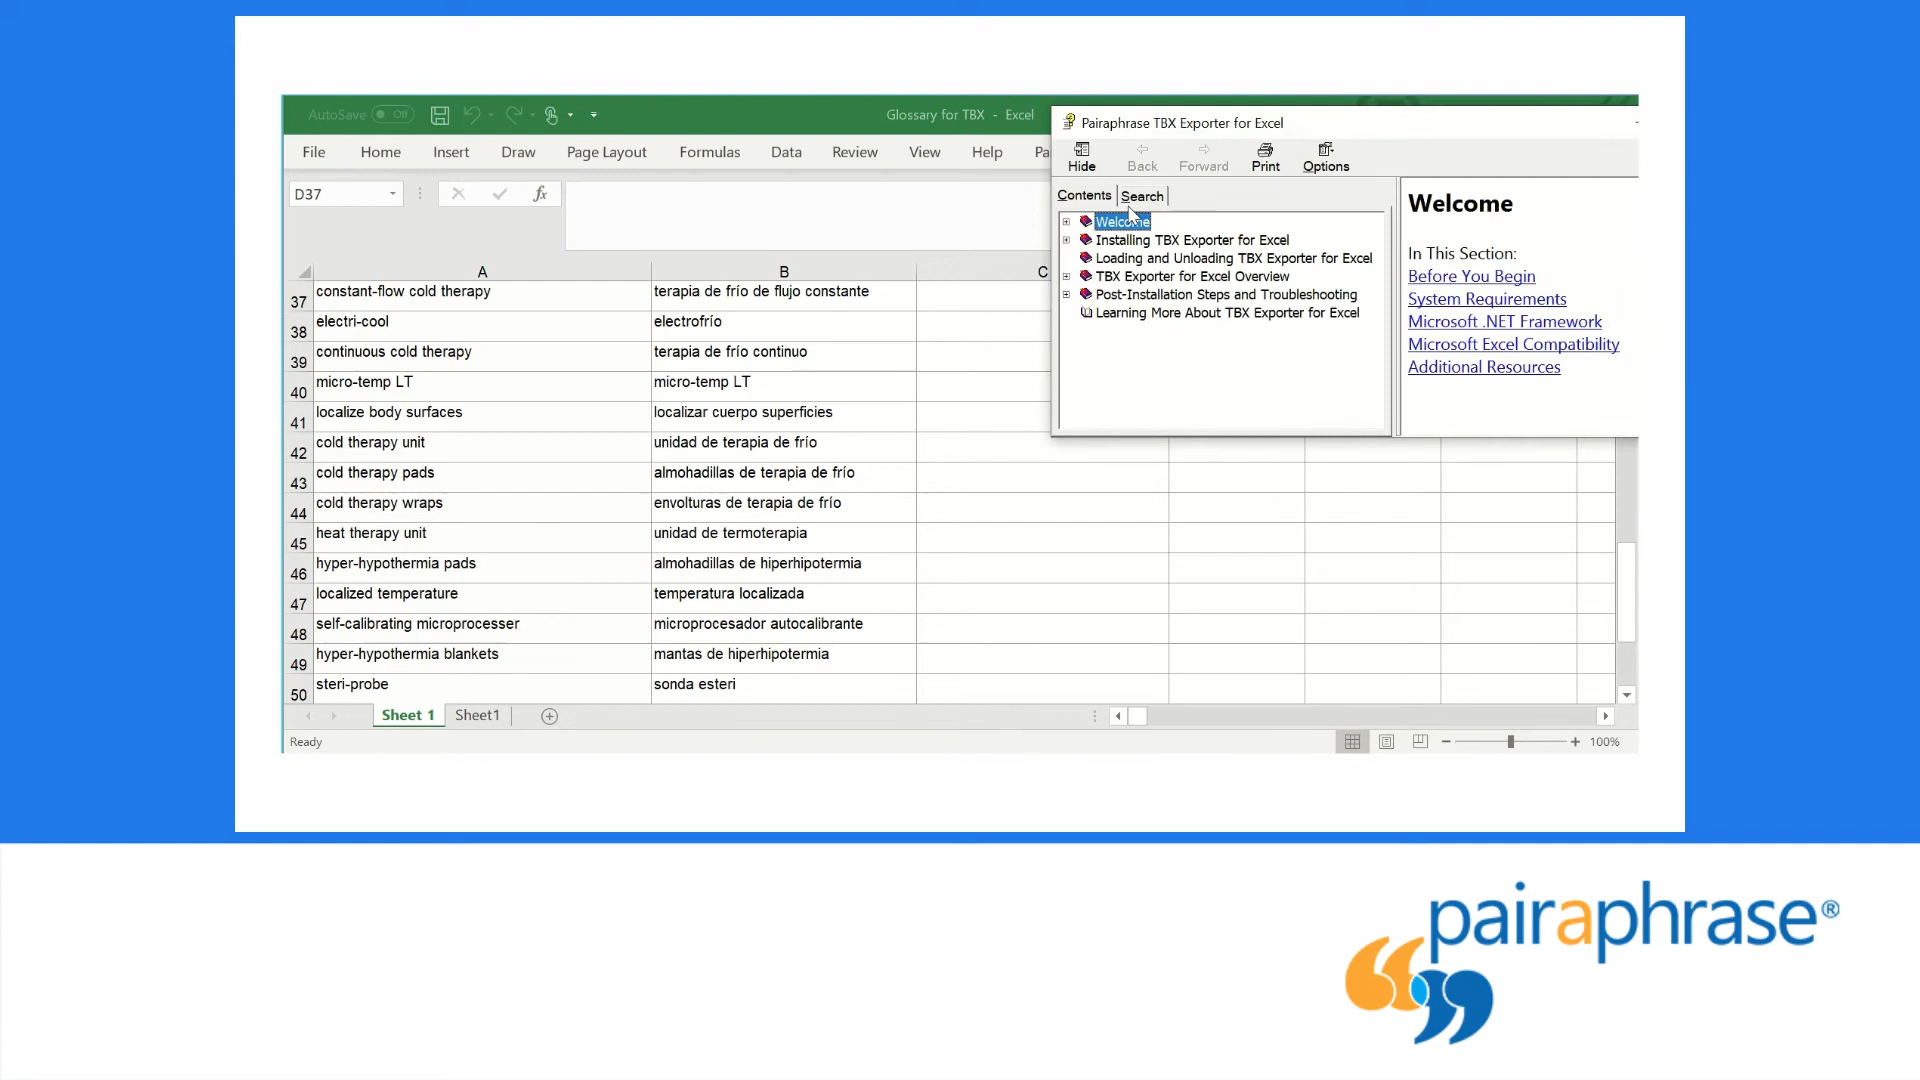 AutoSave Off
Glossary for TBX - Excel
File Home Insert Draw Page Layout Formulas Data Review View Help Pa
D37 fx
A B C
37 constant-flow cold therapy terapia de frío de flujo constante
38 electri-cool electrofrío
39 continuous cold therapy terapia de frío continuo
40 micro-temp LT micro-temp LT
41 localize body surfaces localizar cuerpo superficies
42 cold therapy unit unidad de terapia de frío
43 cold therapy pads almohadillas de terapia de frío
44 cold therapy wraps envolturas de terapia de frío
45 heat therapy unit unidad de termoterapia
46 hyper-hypothermia pads almohadillas de hiperhipotermia
47 localized temperature temperatura localizada
48 self-calibrating microprocesser microprocesador autocalibrante
49 hyper-hypothermia blankets mantas de hiperhipotermia
50 steri-probe sonda esteri
Sheet 1 Sheet1
Ready
100%
Pairaphrase TBX Exporter for Excel
Hide Back Forward Print Options
Contents Search
Welcome
Installing TBX Exporter for Excel
Loading and Unloading TBX Exporter for Excel
TBX Exporter for Excel Overview
Post-Installation Steps and Troubleshooting
Learning More About TBX Exporter for Excel
Welcome
In This Section:
Before You Begin
System Requirements
Microsoft .NET Framework
Microsoft Excel Compatibility
Additional Resources
pairaphrase®